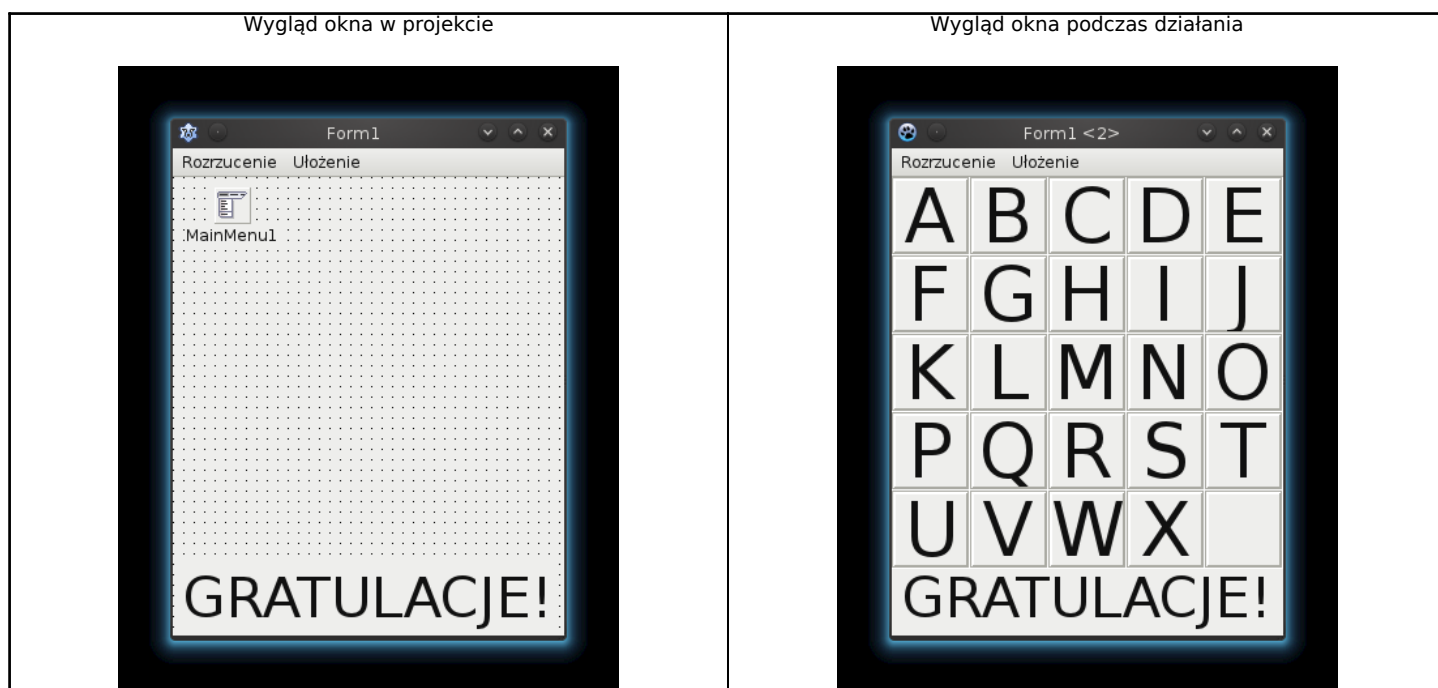 Wygląd okna w projekcie
Form1
Rozrzucenie Ułożenie
MainMenu1
GRATULACJE!
Wygląd okna podczas działania
Form1 <2>
Rozrzucenie Ułożenie
A B C D E
F G H I J
K L M N O
P Q R S T
U V W X
GRATULACJE!